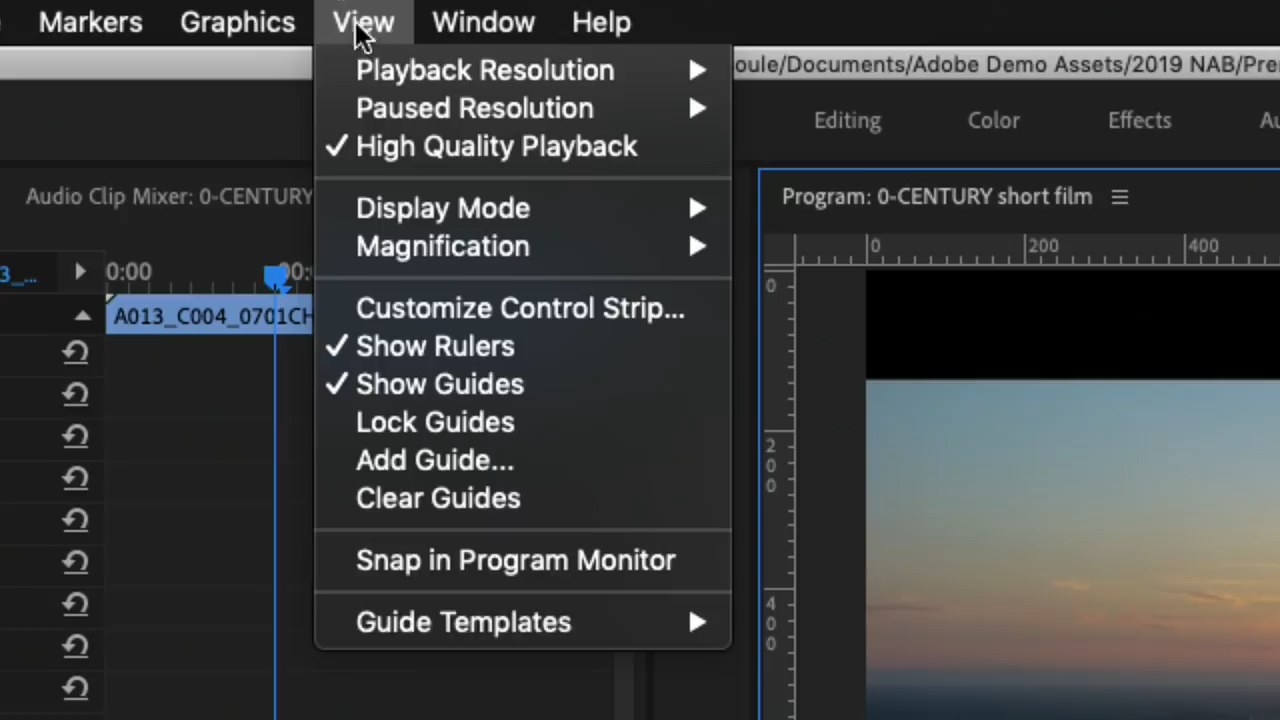 Markers Graphics View Window Help
oule/Documents/Adobe Demo Assets/2019 NAB/Pre
Editing Color Effects Au
Audio Clip Mixer: 0-CENTURY
Program: 0-CENTURY short film
Playback Resolution
Paused Resolution
High Quality Playback
Display Mode
Magnification
Customize Control Strip...
Show Rulers
Show Guides
Lock Guides
Add Guide...
Clear Guides
Snap in Program Monitor
Guide Templates
3_...
0:00
00:
A013_C004_0701CH
0 200 400
0
200
400